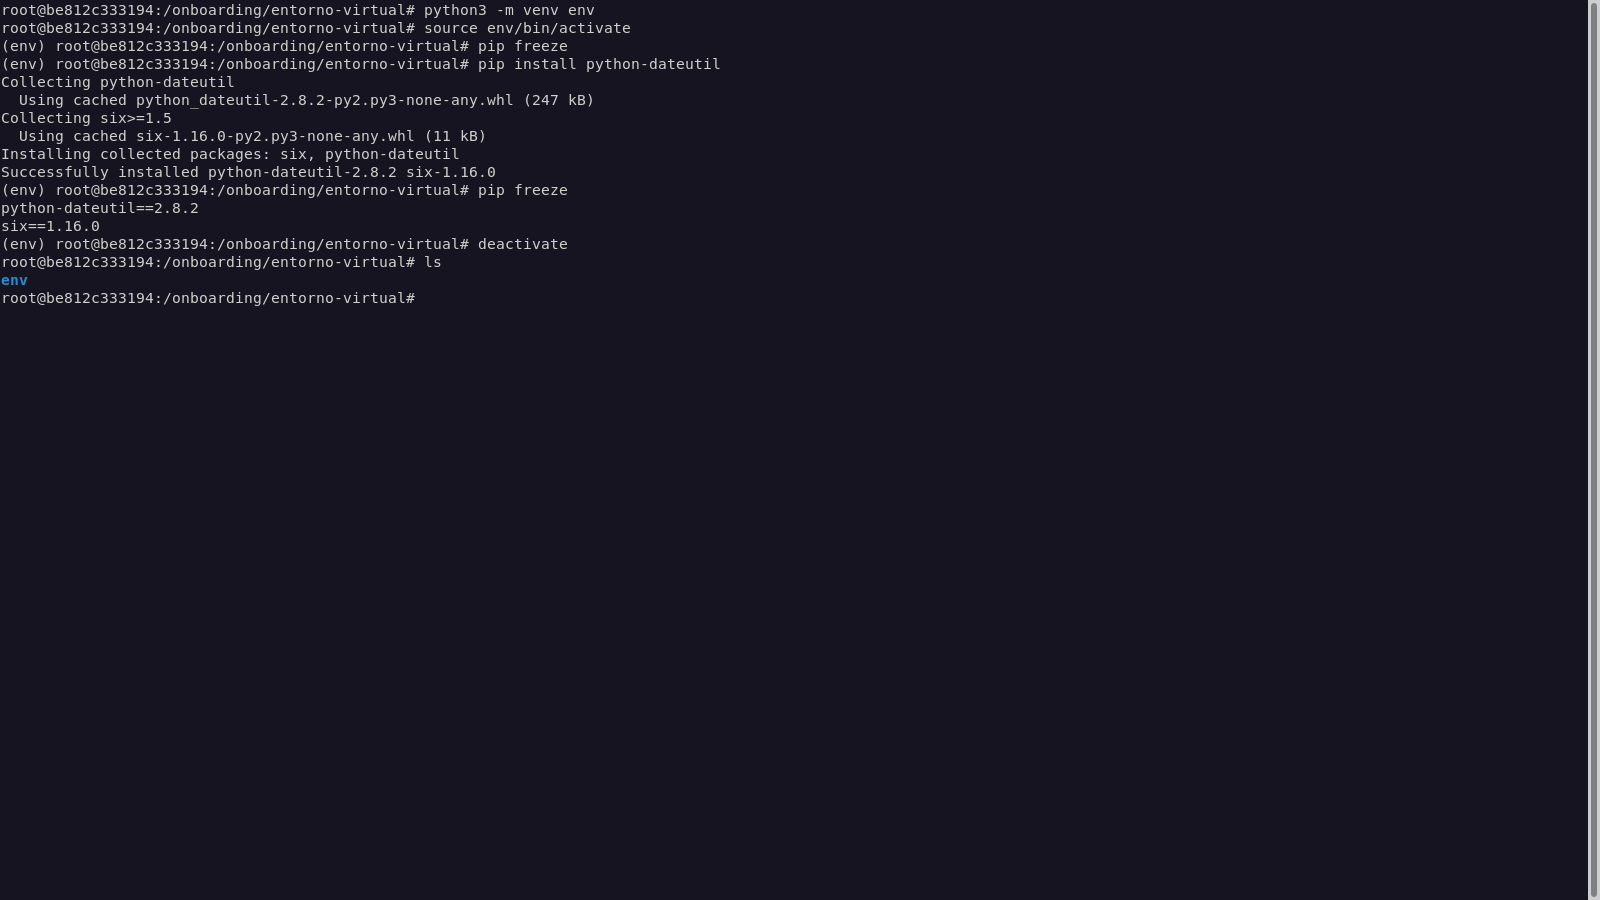 root@be812c333194:/onboarding/entorno-virtual# python3 -m venv env
root@be812c333194:/onboarding/entorno-virtual# source env/bin/activate
(env) root@be812c333194:/onboarding/entorno-virtual# pip freeze
(env) root@be812c333194:/onboarding/entorno-virtual# pip install python-dateutil
Collecting python-dateutil
  Using cached python_dateutil-2.8.2-py2.py3-none-any.whl (247 kB)
Collecting six>=1.5
  Using cached six-1.16.0-py2.py3-none-any.whl (11 kB)
Installing collected packages: six, python-dateutil
Successfully installed python-dateutil-2.8.2 six-1.16.0
(env) root@be812c333194:/onboarding/entorno-virtual# pip freeze
python-dateutil==2.8.2
six==1.16.0
(env) root@be812c333194:/onboarding/entorno-virtual# deactivate
root@be812c333194:/onboarding/entorno-virtual# ls
env
root@be812c333194:/onboarding/entorno-virtual#